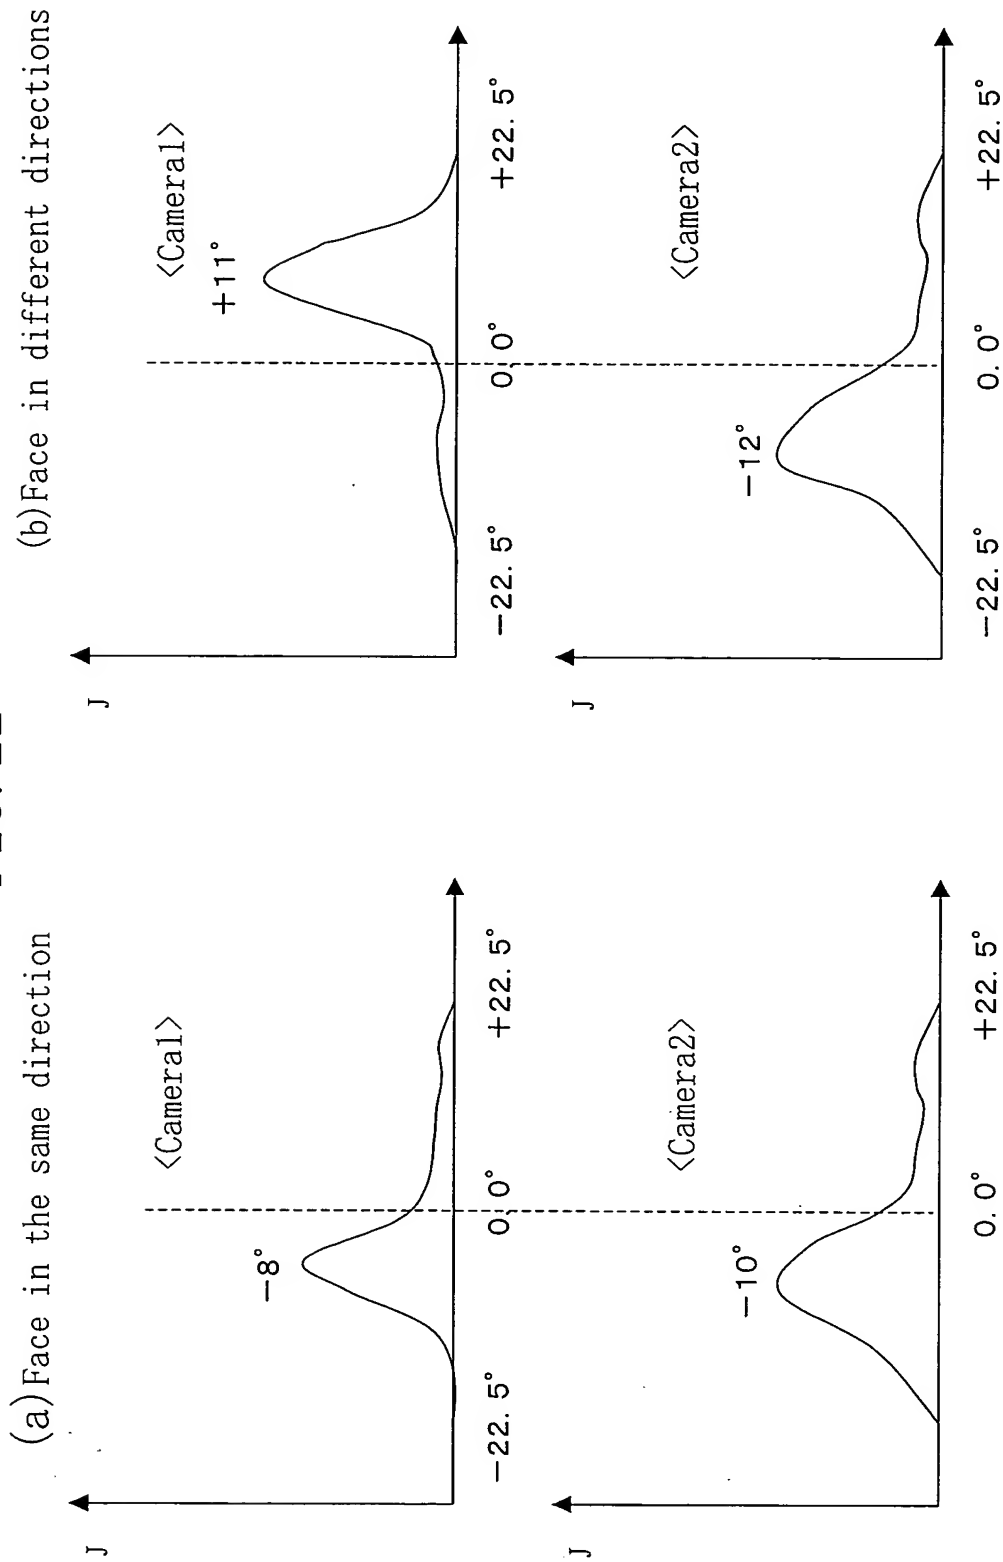 (a)Face in the same direction
J
<Camera1>
−8°
−22.5°
0.0°
+22.5°
J
<Camera2>
−10°
0.0°
+22.5°
(b)Face in different directions
J
<Camera1>
+11°
−22.5°
0.0°
+22.5°
J
<Camera2>
−12°
−22.5°
0.0°
+22.5°